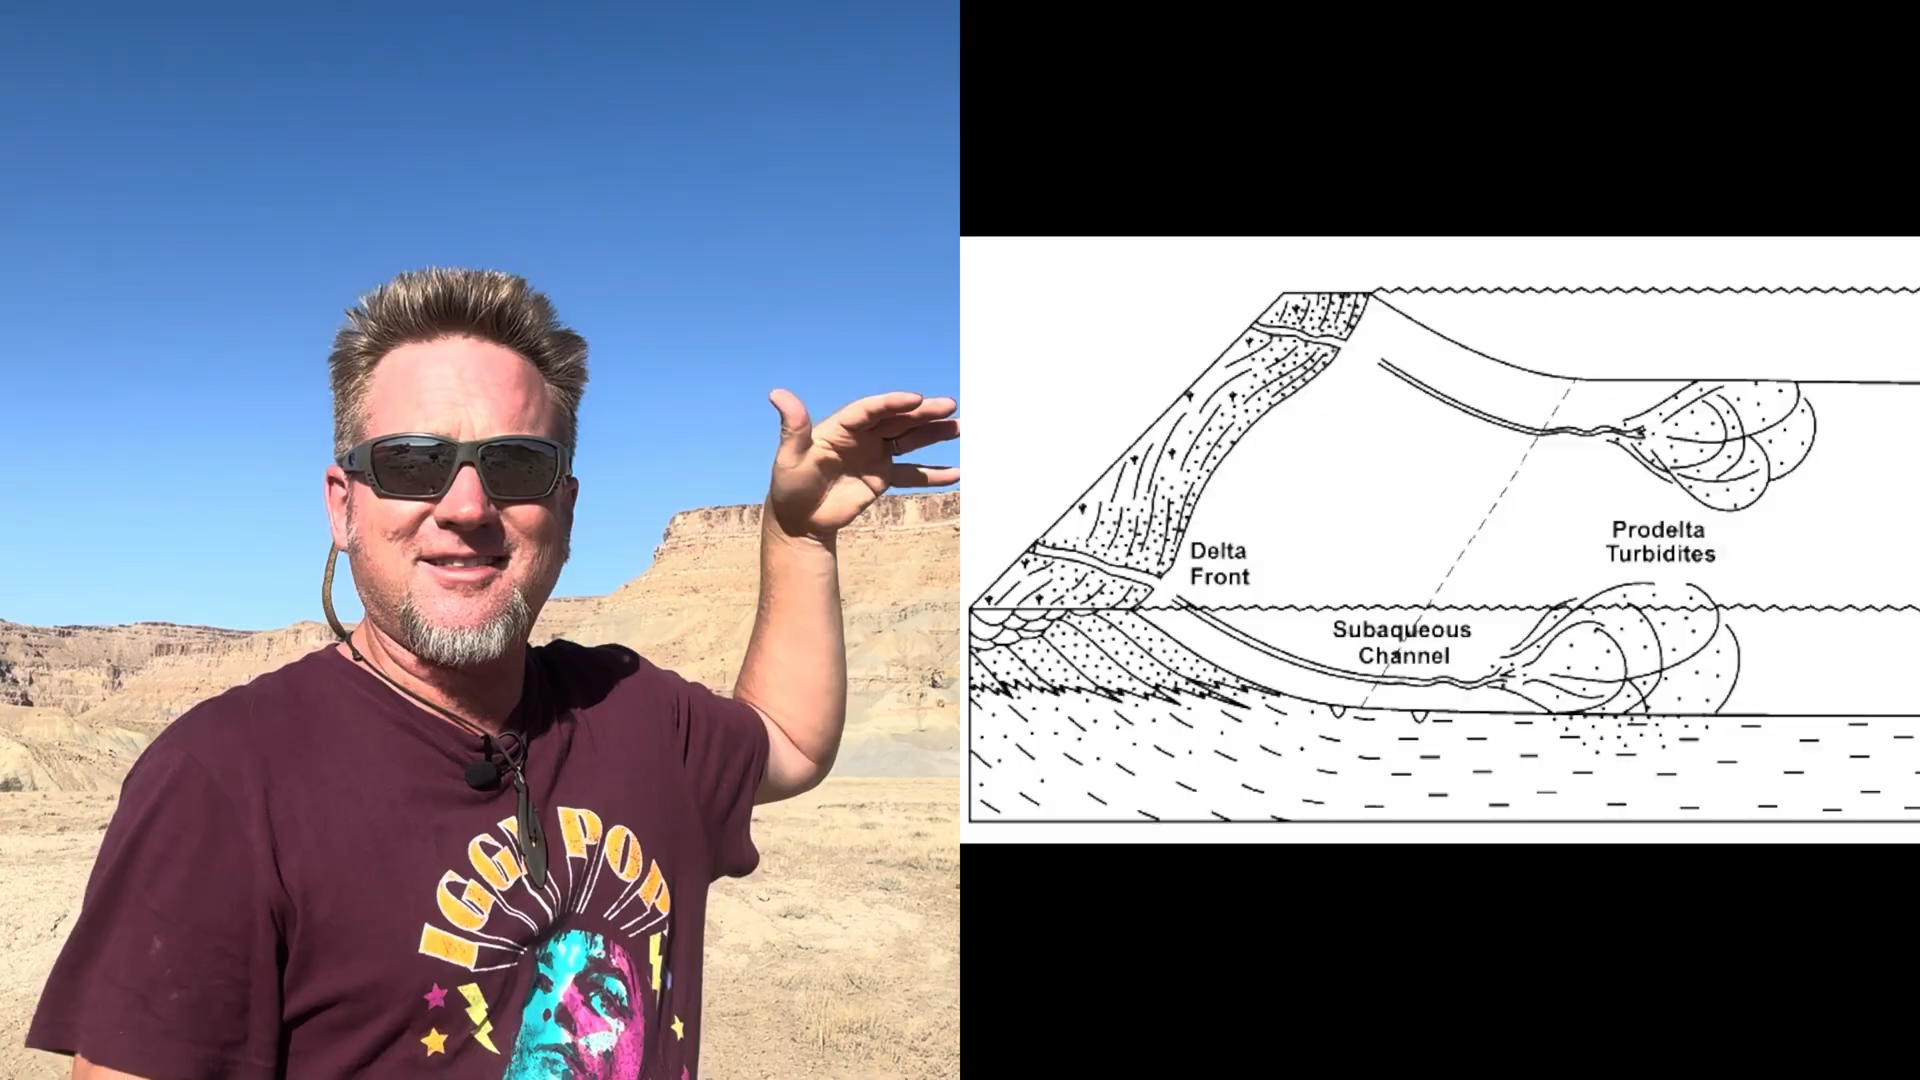 IGGY POP
Delta
Front
Prodelta
Turbidites
Subaqueous
Channel